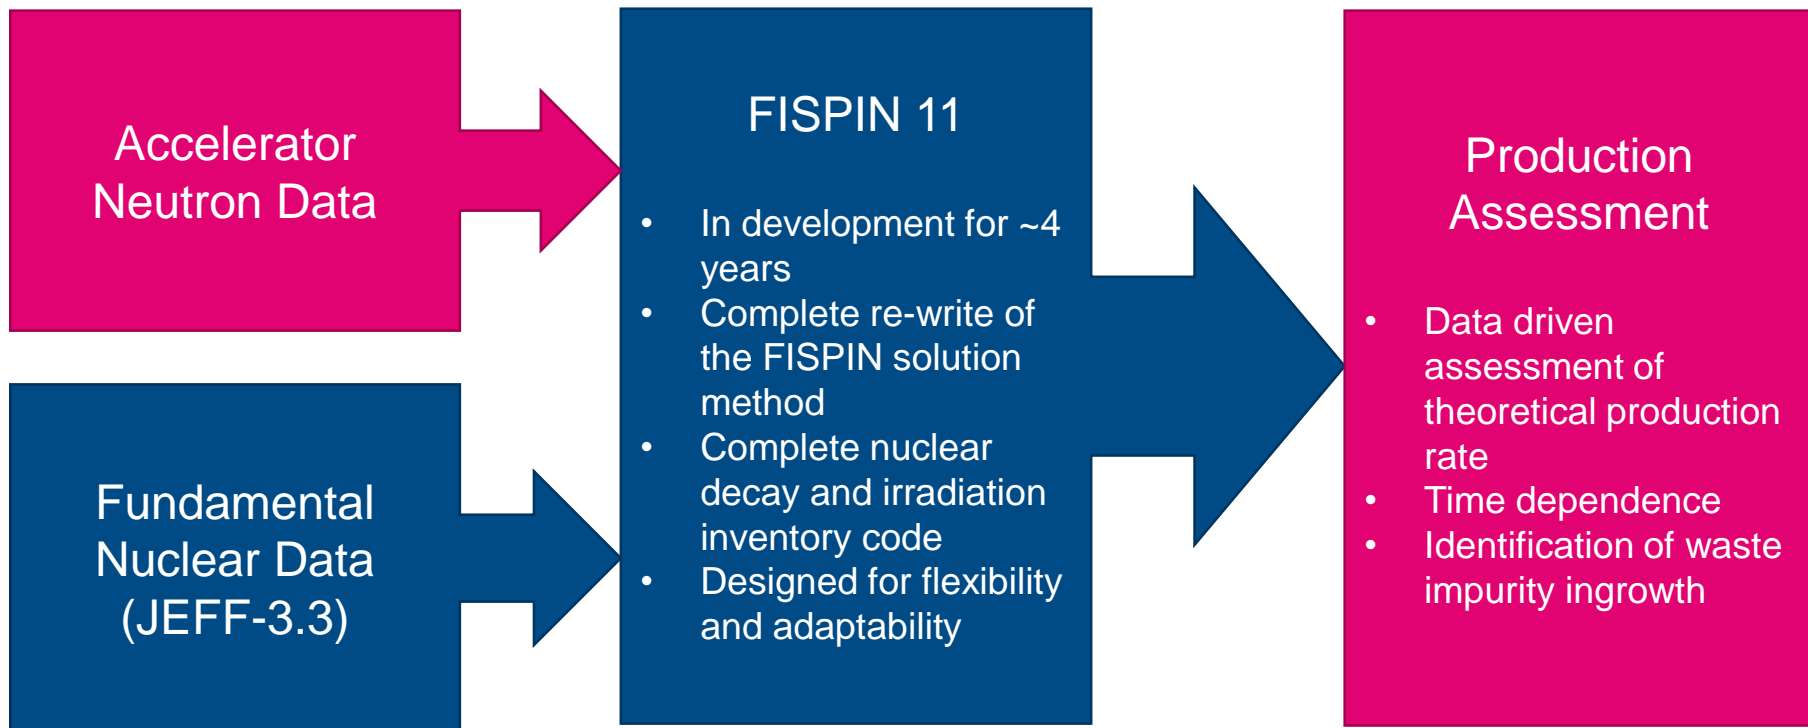 Accelerator
Neutron Data
Fundamental
Nuclear Data
(JEFF-3.3)
FISPIN 11
• In development for ~4
years
• Complete re-write of
the FISPIN solution
method
• Complete nuclear
decay and irradiation
inventory code
• Designed for flexibility
and adaptability
Production
Assessment
• Data driven
assessment of
theoretical production
rate
• Time dependence
• Identification of waste
impurity ingrowth